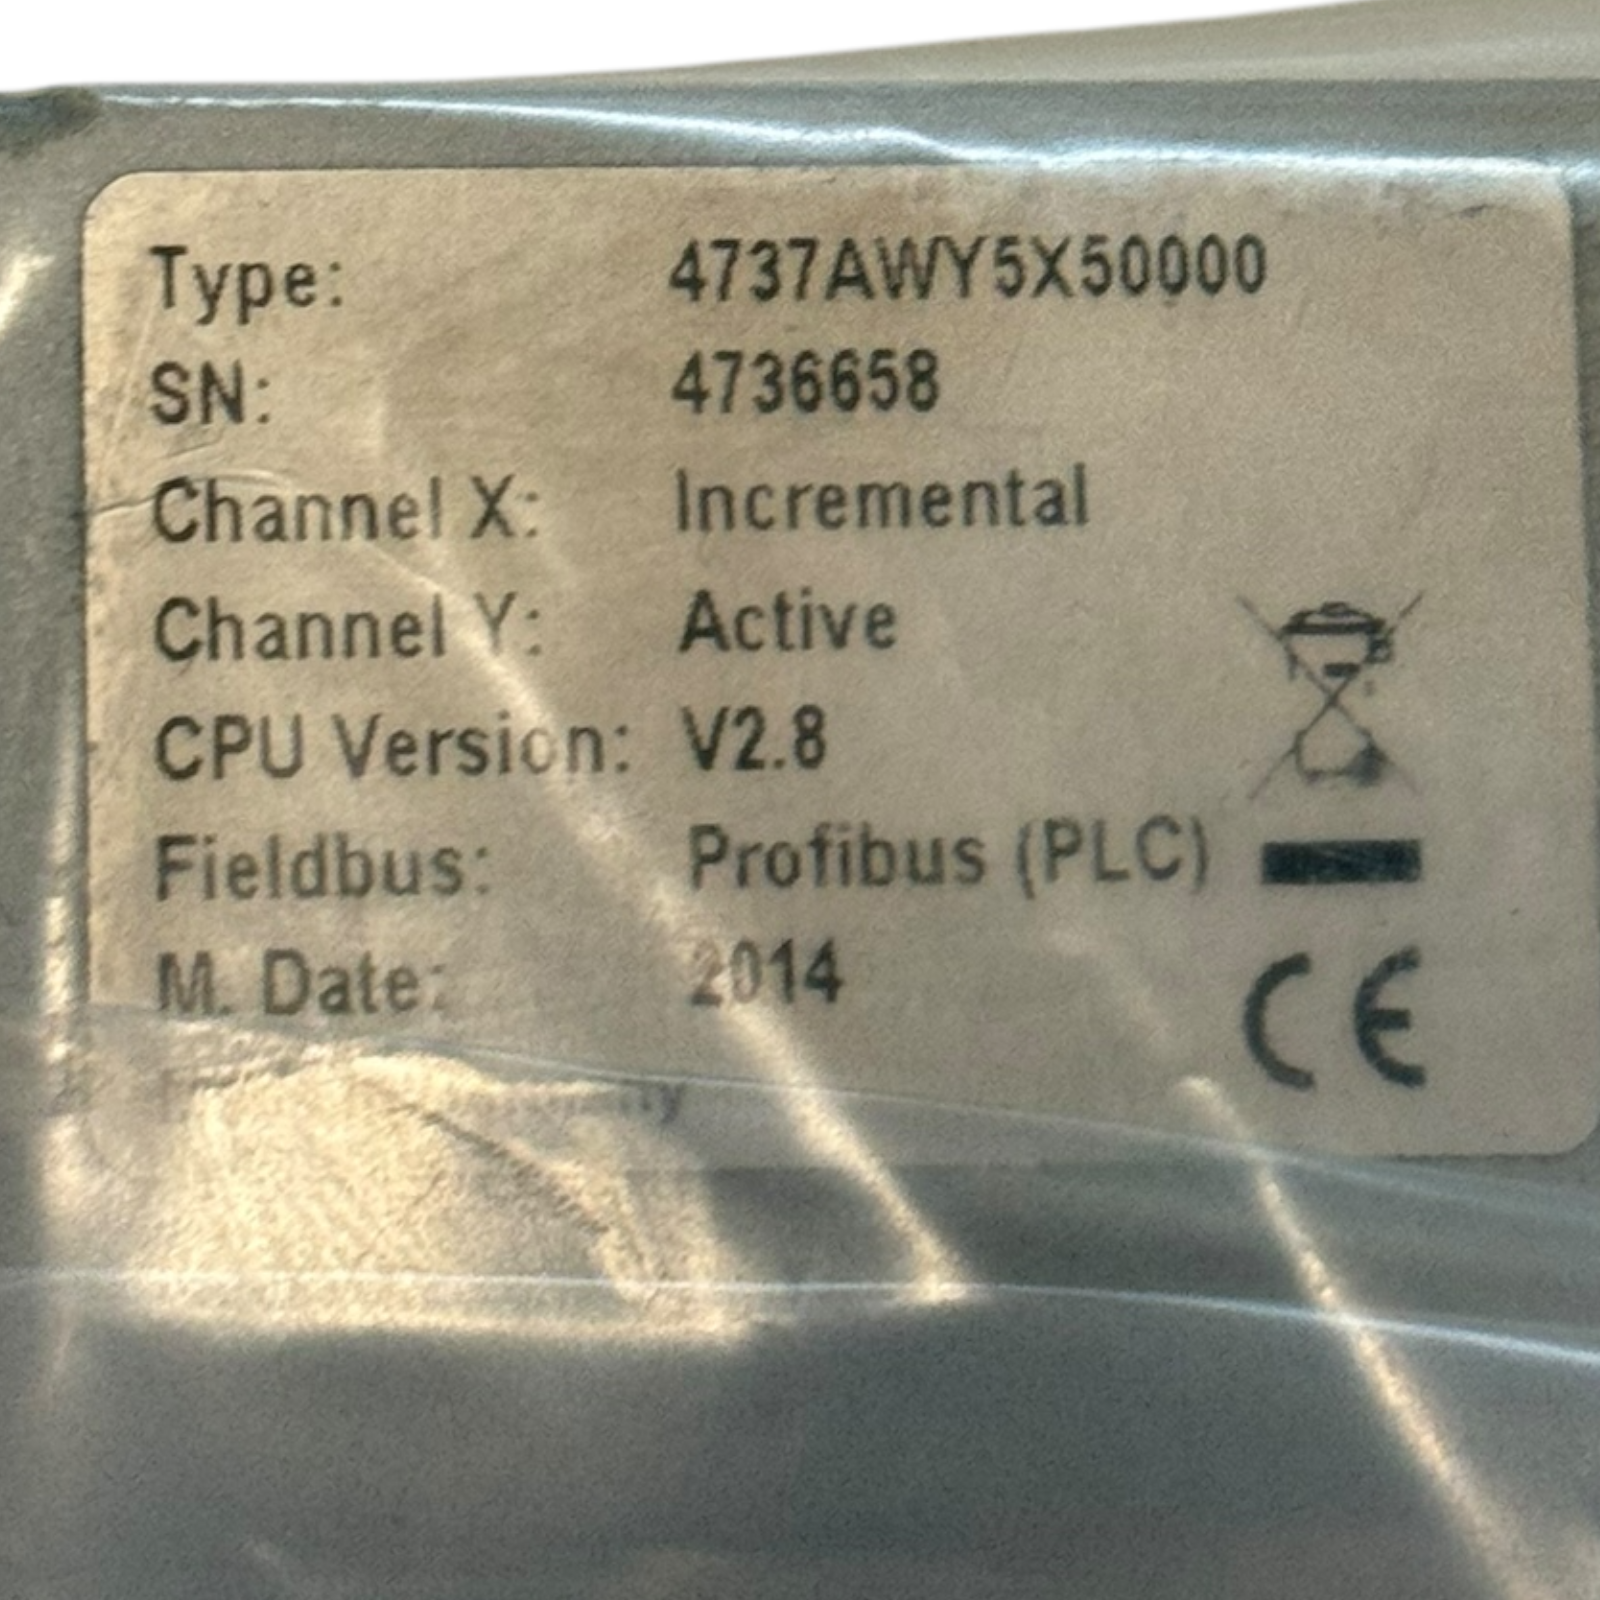 Type: 4737AWY5X50000
SN: 4736658
Channel X: Incremental
Channel Y: Active
CPU Version: V2.8
Fieldbus: Profibus (PLC)
M. Date: 2014
CE